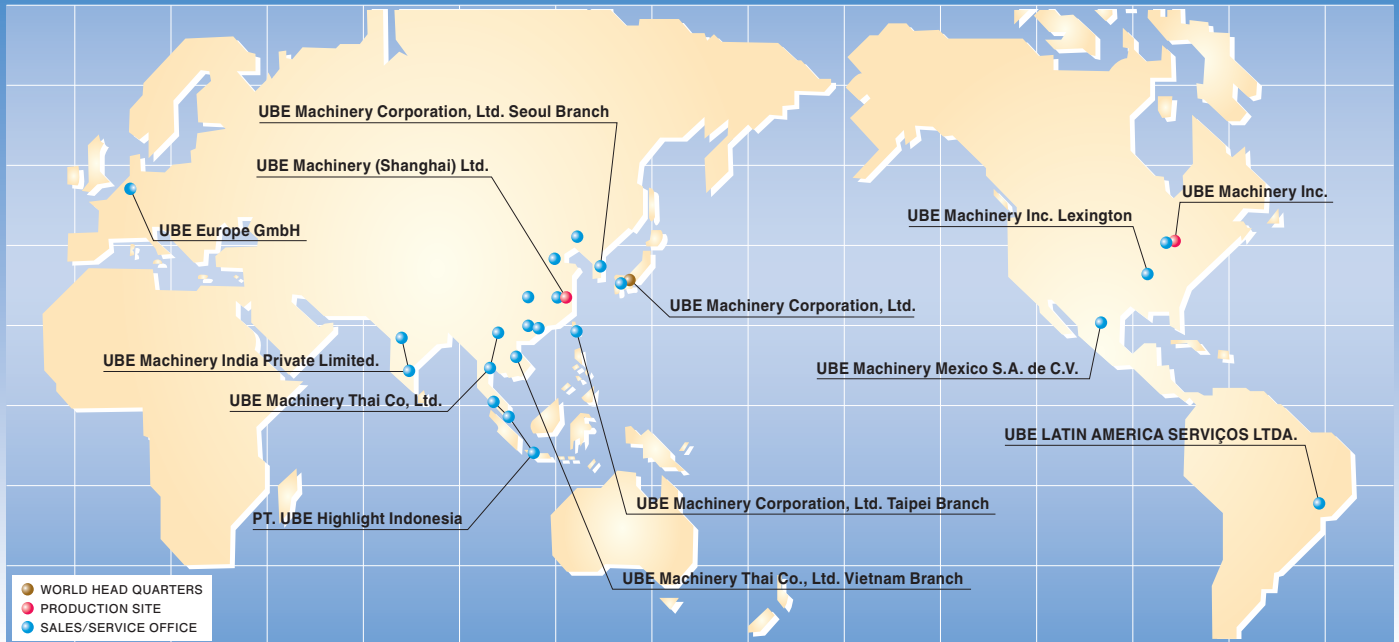 UBE Machinery Corporation, Ltd. Seoul Branch
UBE Machinery (Shanghai) Ltd.
UBE Machinery Inc.
UBE Machinery Inc. Lexington
UBE Europe GmbH
UBE Machinery Corporation, Ltd.
UBE Machinery India Private Limited.
UBE Machinery Mexico S.A. de C.V.
UBE Machinery Thai Co, Ltd.
UBE LATIN AMERICA SERVIÇOS LTDA.
UBE Machinery Corporation, Ltd. Taipei Branch
PT. UBE Highlight Indonesia
UBE Machinery Thai Co., Ltd. Vietnam Branch
WORLD HEAD QUARTERS
PRODUCTION SITE
SALES/SERVICE OFFICE